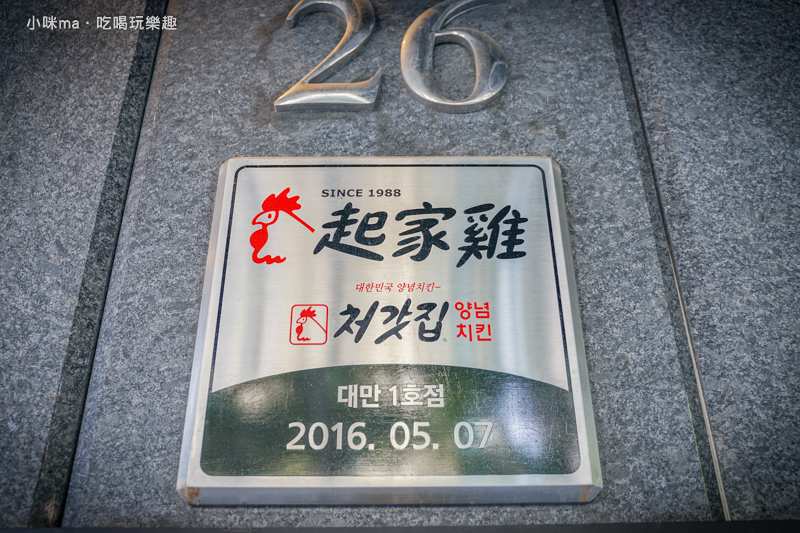 小咪ma · 吃喝玩樂趣
26
SINCE 1988
起家雞
대한민국 양념치킨~
처갓집 양념
치킨
대만 1호점
2016. 05. 07